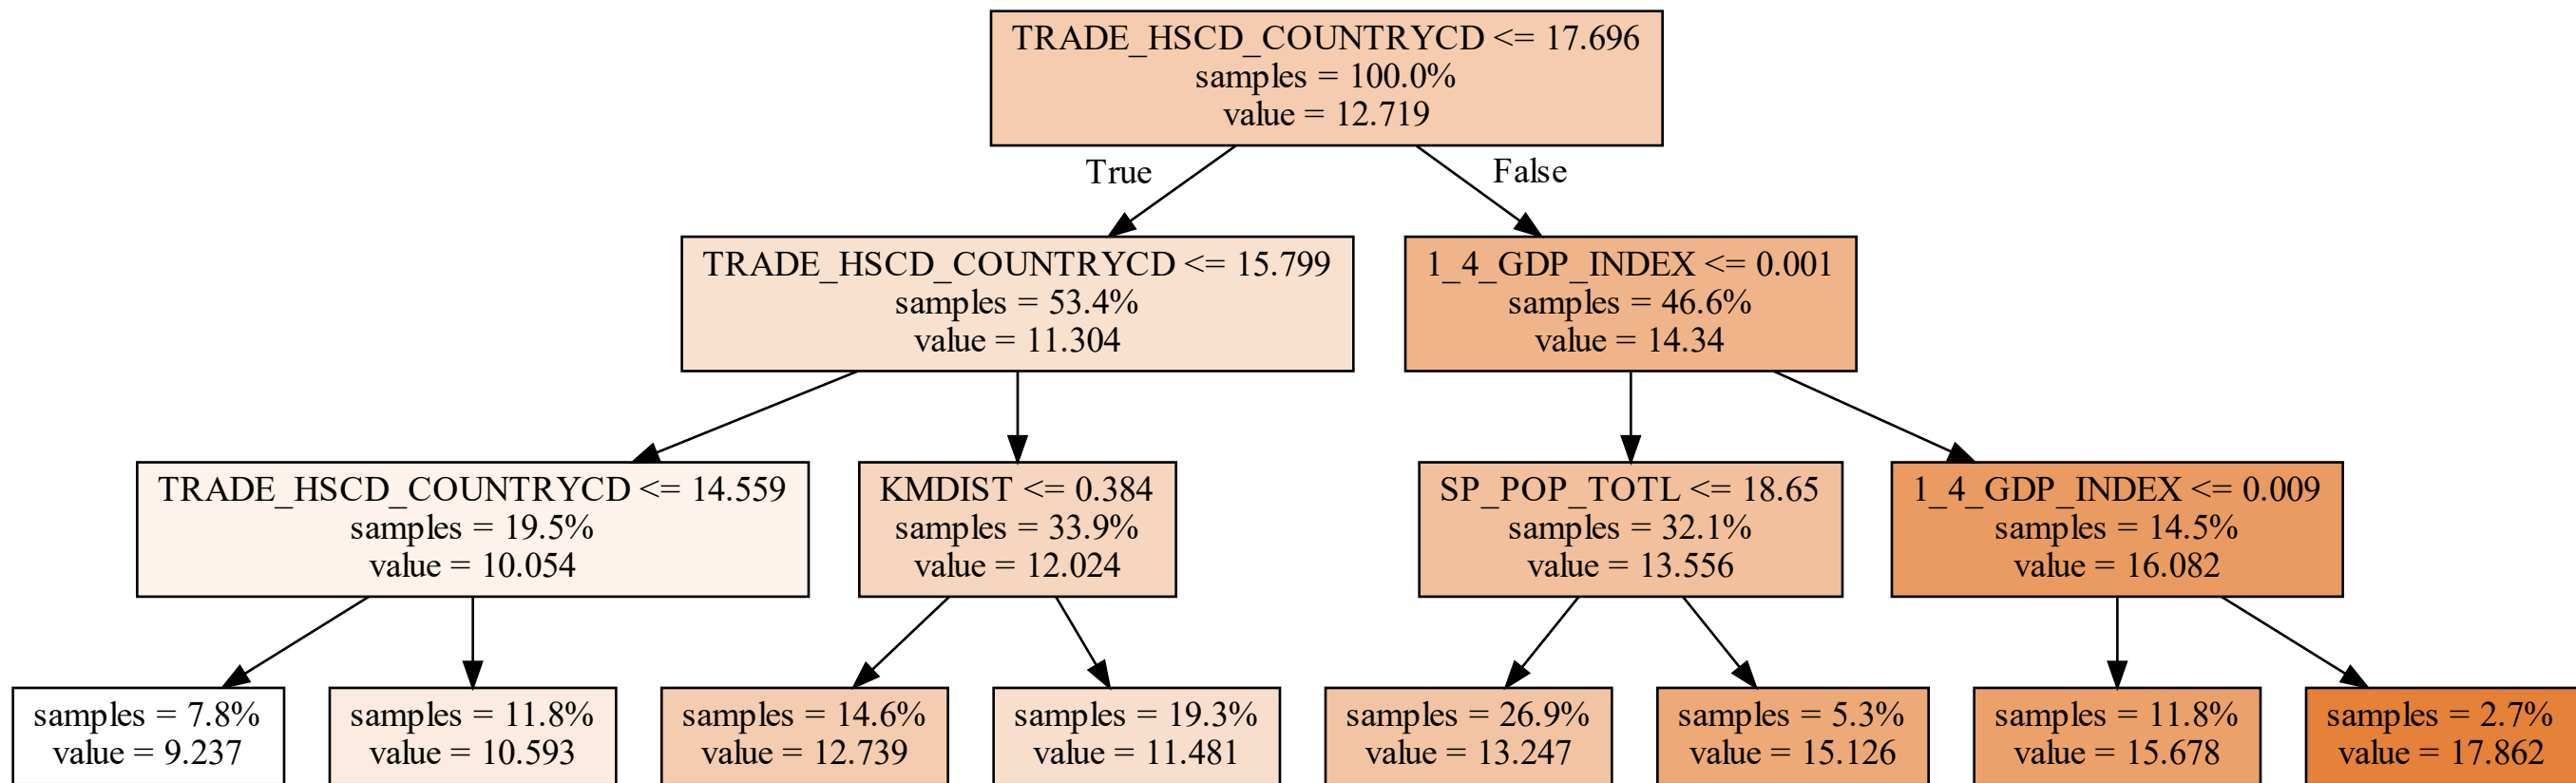 TRADE_HSCD_COUNTRYCD <= 17.696
samples = 100.0%
value = 12.719
True
False
TRADE_HSCD_COUNTRYCD <= 15.799
samples = 53.4%
value = 11.304
1_4_GDP_INDEX <= 0.001
samples = 46.6%
value = 14.34
TRADE_HSCD_COUNTRYCD <= 14.559
samples = 19.5%
value = 10.054
KMDIST <= 0.384
samples = 33.9%
value = 12.024
SP_POP_TOTL <= 18.65
samples = 32.1%
value = 13.556
1_4_GDP_INDEX <= 0.009
samples = 14.5%
value = 16.082
samples = 7.8%
value = 9.237
samples = 11.8%
value = 10.593
samples = 14.6%
value = 12.739
samples = 19.3%
value = 11.481
samples = 26.9%
value = 13.247
samples = 5.3%
value = 15.126
samples = 11.8%
value = 15.678
samples = 2.7%
value = 17.862